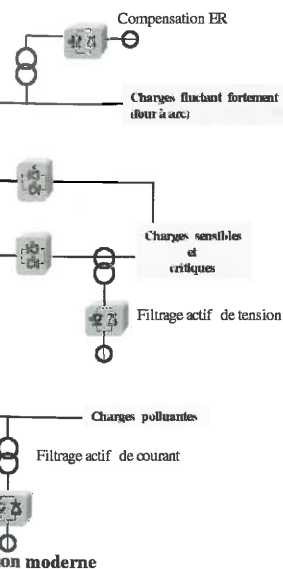 Compensation ER
Charges fluctant fortement
(four à arc)
Charges sensibles
et
critiques
Filtrage actif de tension
Charges polluantes
Filtrage actif de courant
on moderne